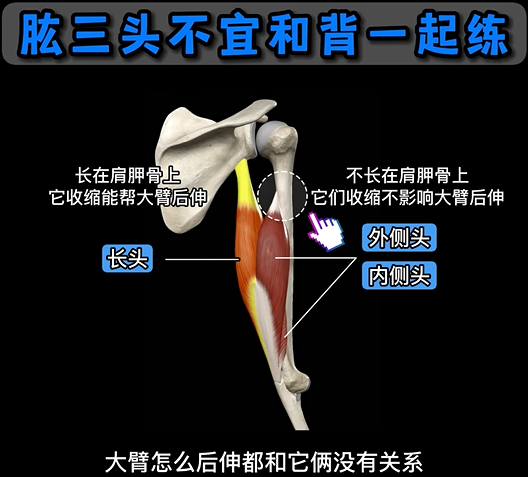 肱三头不宜和背一起练
长在肩胛骨上
它收缩能帮大臂后伸
不长在肩胛骨上
它们收缩不影响大臂后伸
外侧头
长头
内侧头
大臂怎么后伸都和它俩没有关系